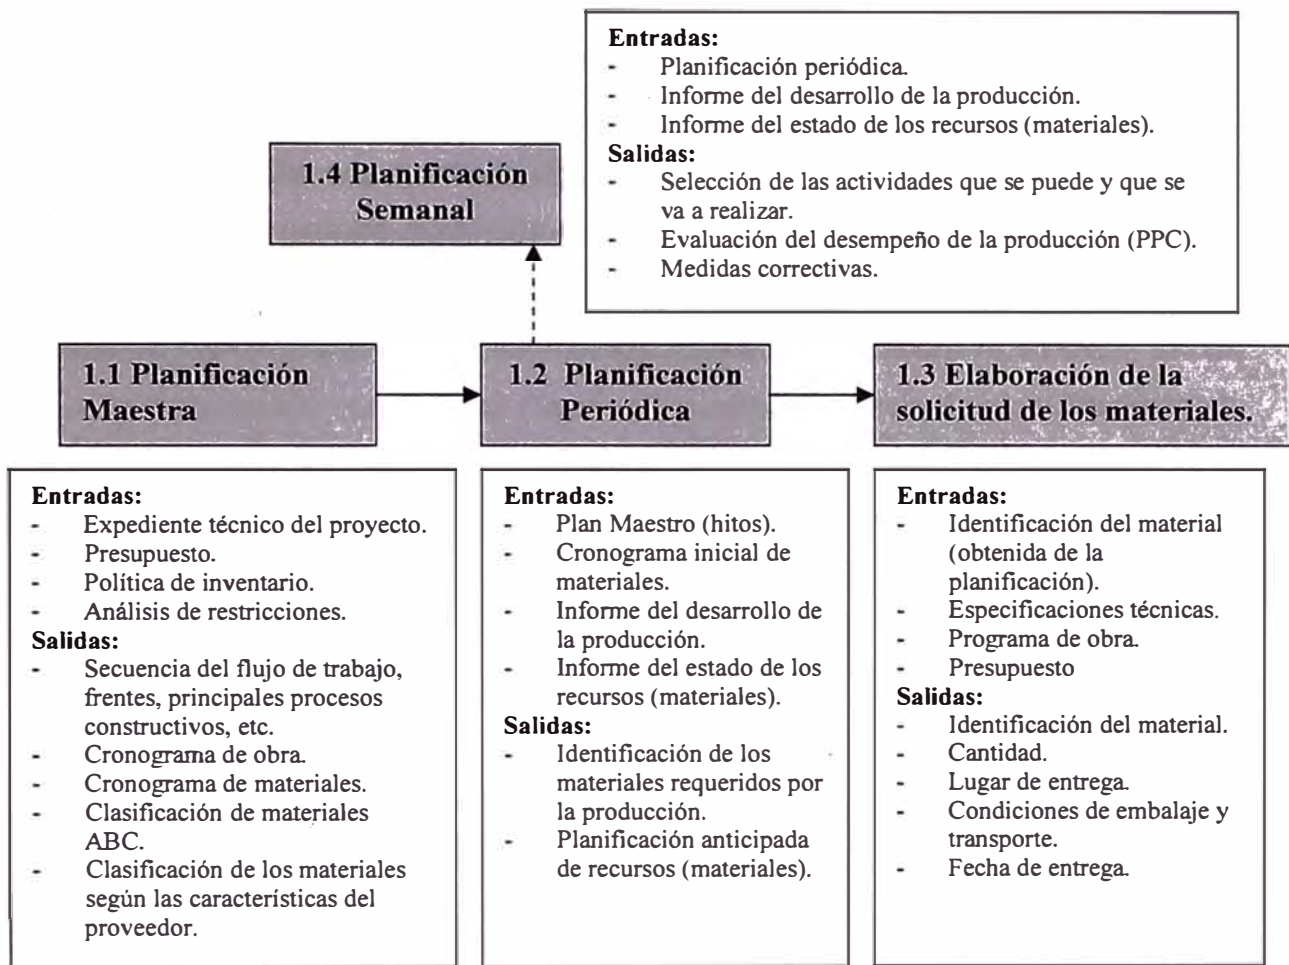 Entradas:
- Planificación periódica.
- Informe del desarrollo de la producción.
- Informe del estado de los recursos (materiales).
Salidas:
- Selección de las actividades que se puede y que se
va a realizar.
- Evaluación del desempeño de la producción (PPC).
- Medidas correctivas.
1.4 Planificación
Semanal
1.1 Planificación
Maestra
1.2 Planificación
Periódica
1.3 Elaboración de la
solicitud de los materiales.
Entradas:
- Expediente técnico del proyecto.
- Presupuesto.
- Política de inventario.
- Análisis de restricciones.
Salidas:
- Secuencia del flujo de trabajo,
frentes, principales procesos
constructivos, etc.
- Cronograma de obra.
- Cronograma de materiales.
- Clasificación de materiales
ABC.
- Clasificación de los materiales
según las características del
proveedor.
Entradas:
- Plan Maestro (hitos).
- Cronograma inicial de
materiales.
- Informe del desarrollo de
la producción.
- Informe del estado de los
recursos (materiales).
Salidas:
- Identificación de los
materiales requeridos por
la producción.
- Planificación anticipada
de recursos (materiales).
Entradas:
- Identificación del material
(obtenida de la
planificación).
- Especificaciones técnicas.
- Programa de obra.
- Presupuesto
Salidas:
- Identificación del material.
- Cantidad.
- Lugar de entrega.
- Condiciones de embalaje y
transporte.
- Fecha de entrega.